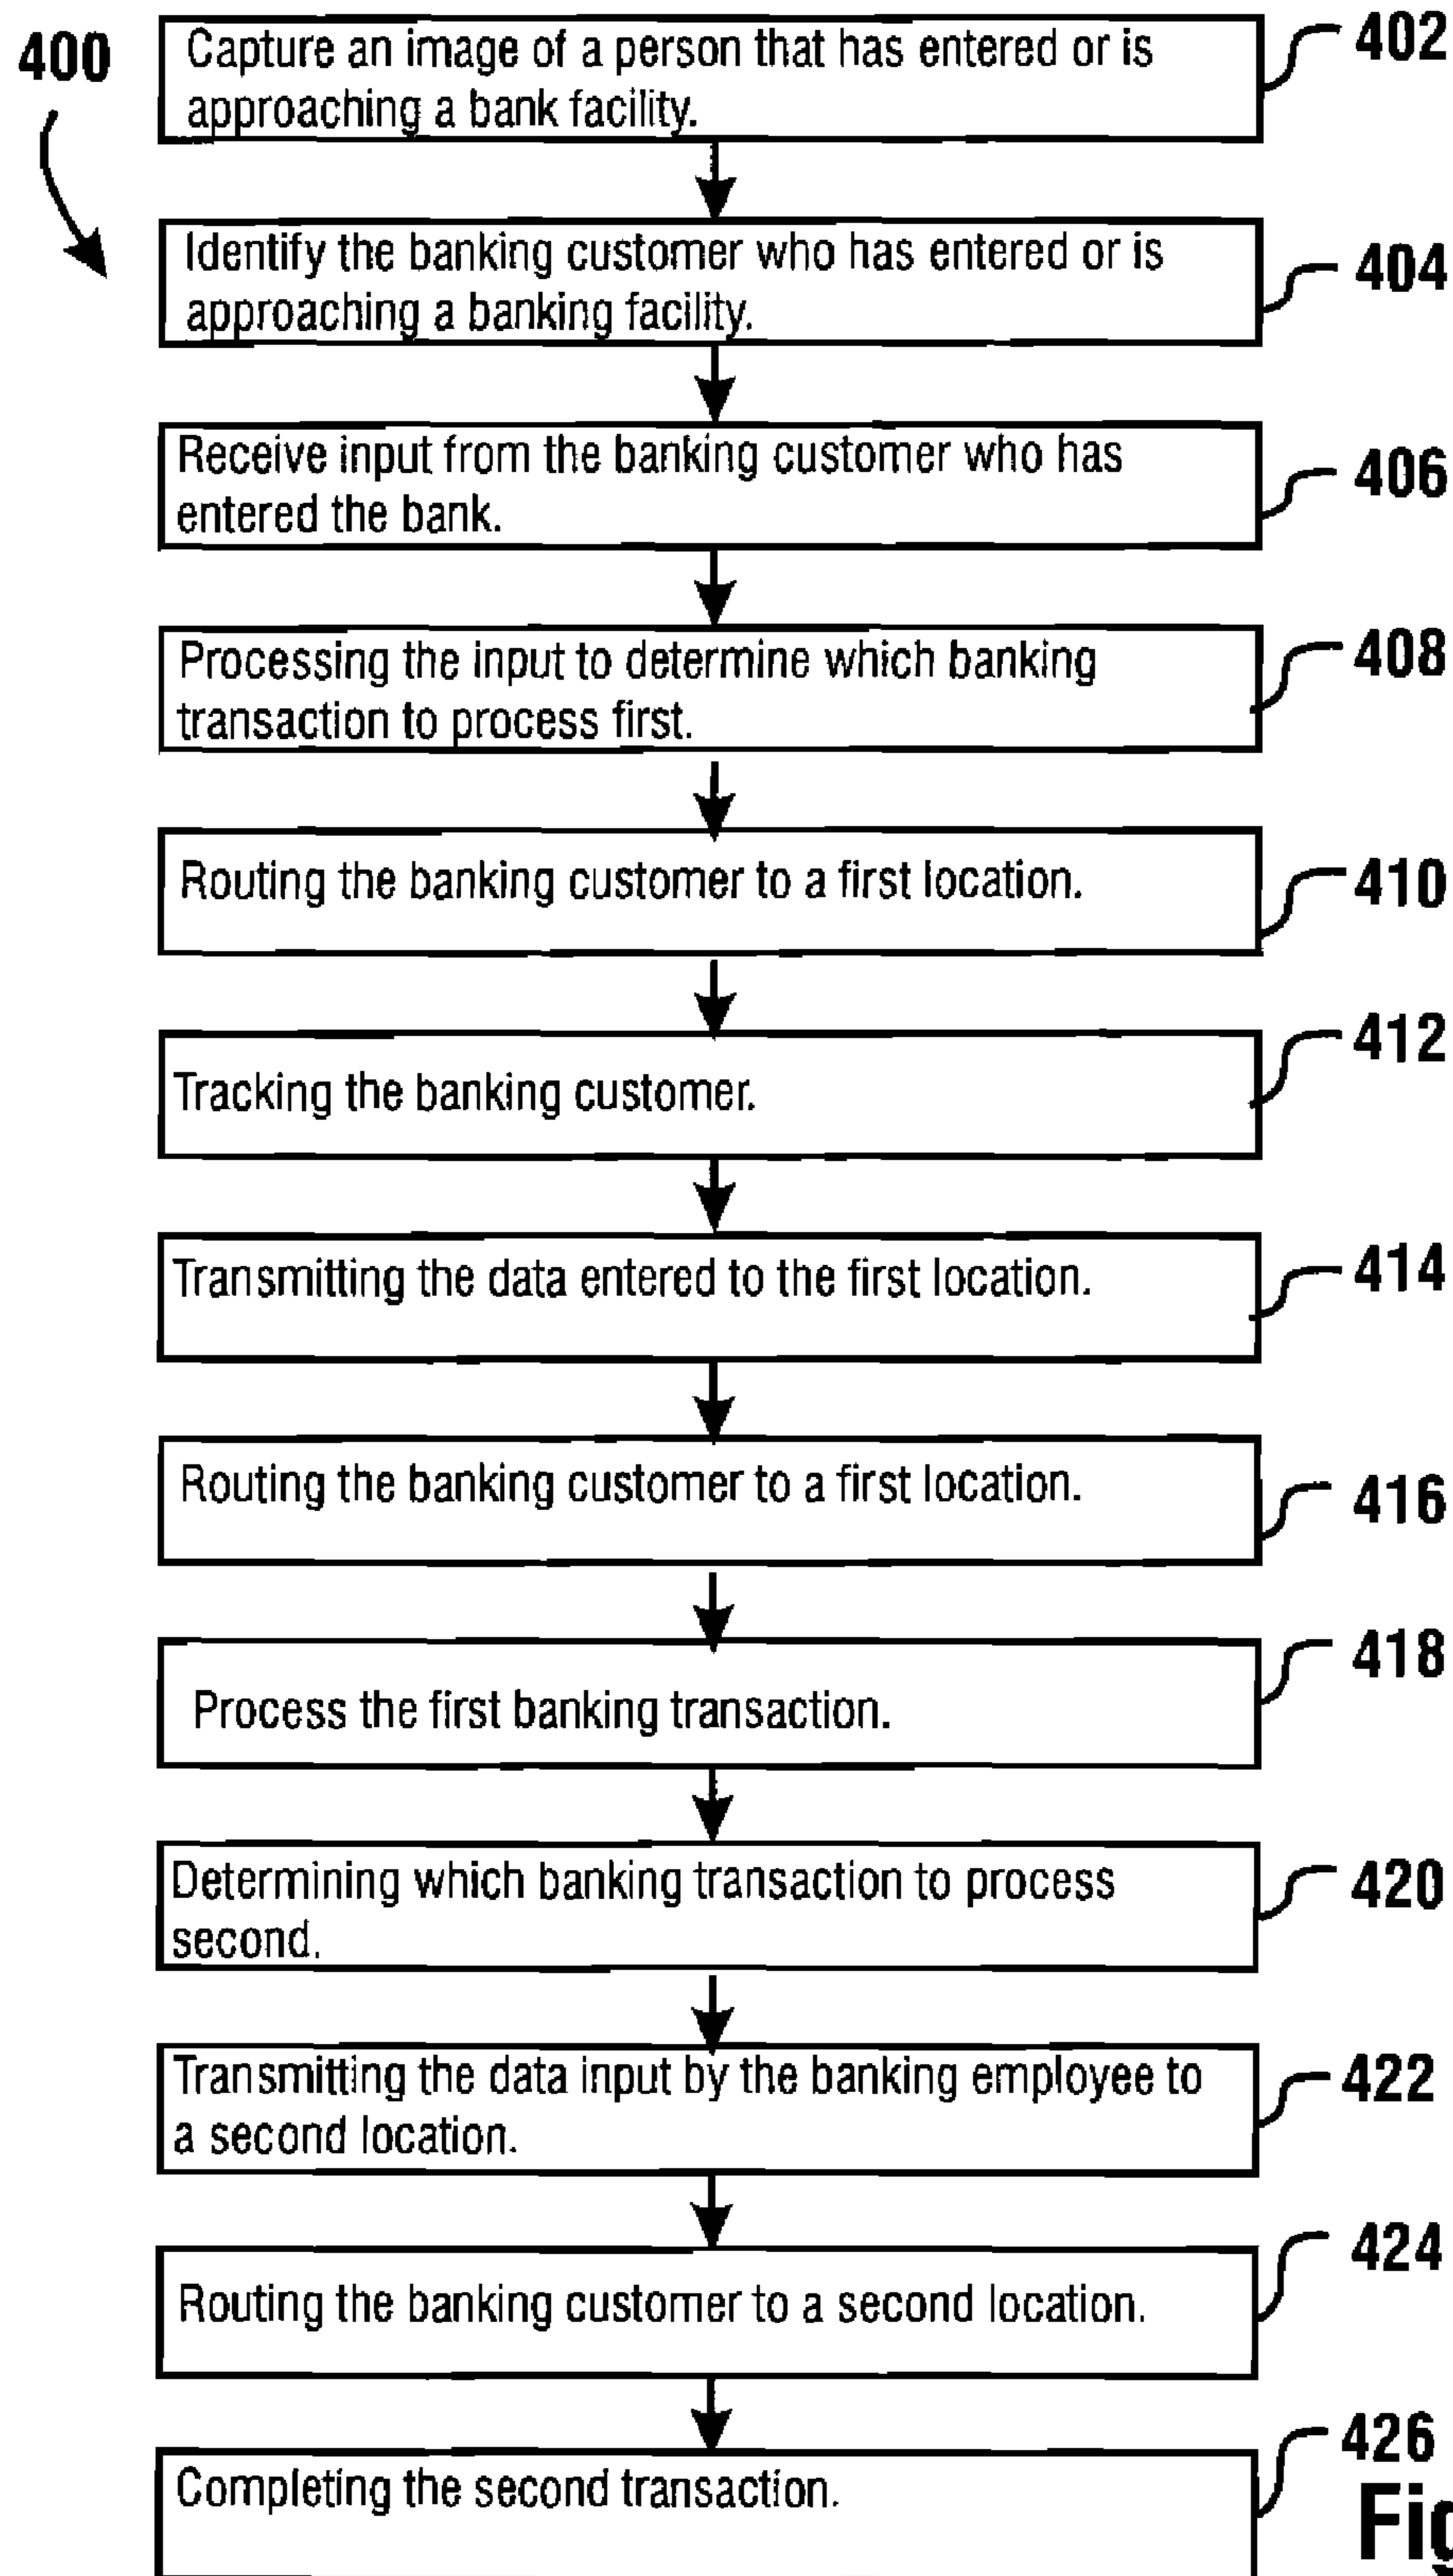 400
Capture an image of a person that has entered or is
approaching a bank facility.
402
Identify the banking customer who has entered or is
approaching a banking facility.
404
Receive input from the banking customer who has
entered the bank.
406
Processing the input to determine which banking
transaction to process first.
408
Routing the banking customer to a first location.
410
Tracking the banking customer.
412
Transmitting the data entered to the first location.
414
Routing the banking customer to a first location.
416
Process the first banking transaction.
418
Determining which banking transaction to process
second.
420
Transmitting the data input by the banking employee to
a second location.
422
Routing the banking customer to a second location.
424
Completing the second transaction.
426